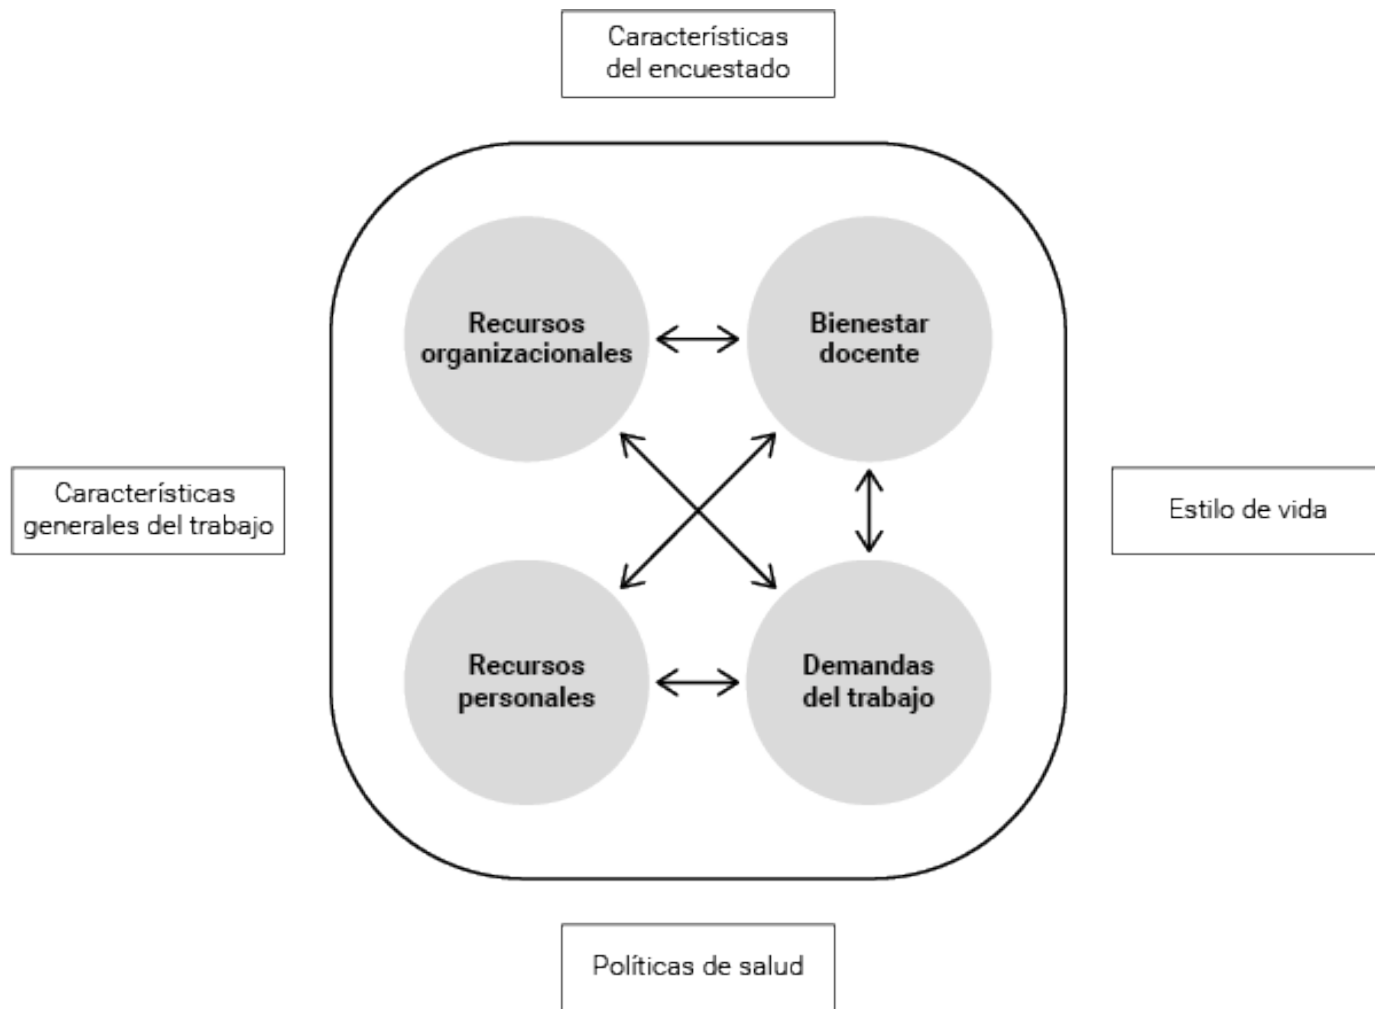 Características
del encuestado
Recursos
organizacionales
Bienestar
docente
Características
generales del trabajo
Estilo de vida
Recursos
personales
Demandas
del trabajo
Políticas de salud